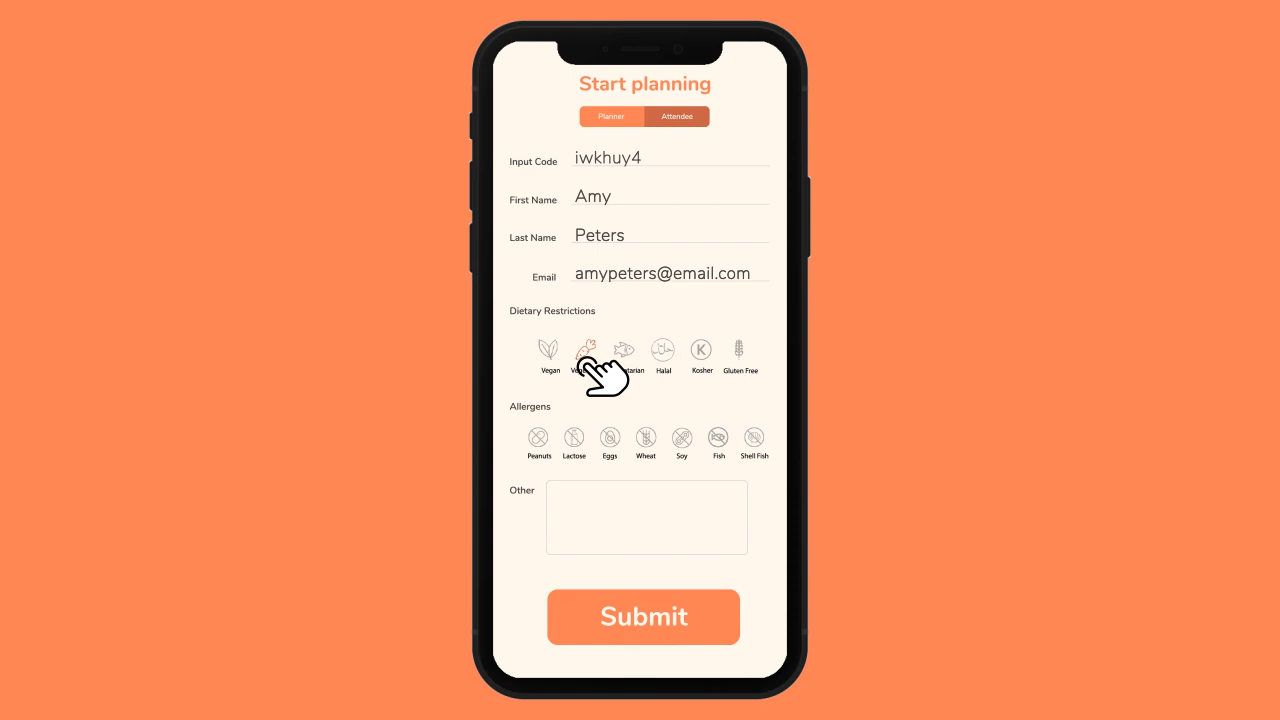 Start planning
Planner Attendee
Input Code iwkhuy4
First Name Amy
Last Name Peters
Email amypeters@email.com
Dietary Restrictions
حلال
K
Vegan Halal Kosher Gluten Free
Allergens
Peanuts Lactose Eggs Wheat Soy Fish Shell Fish
Other
Submit